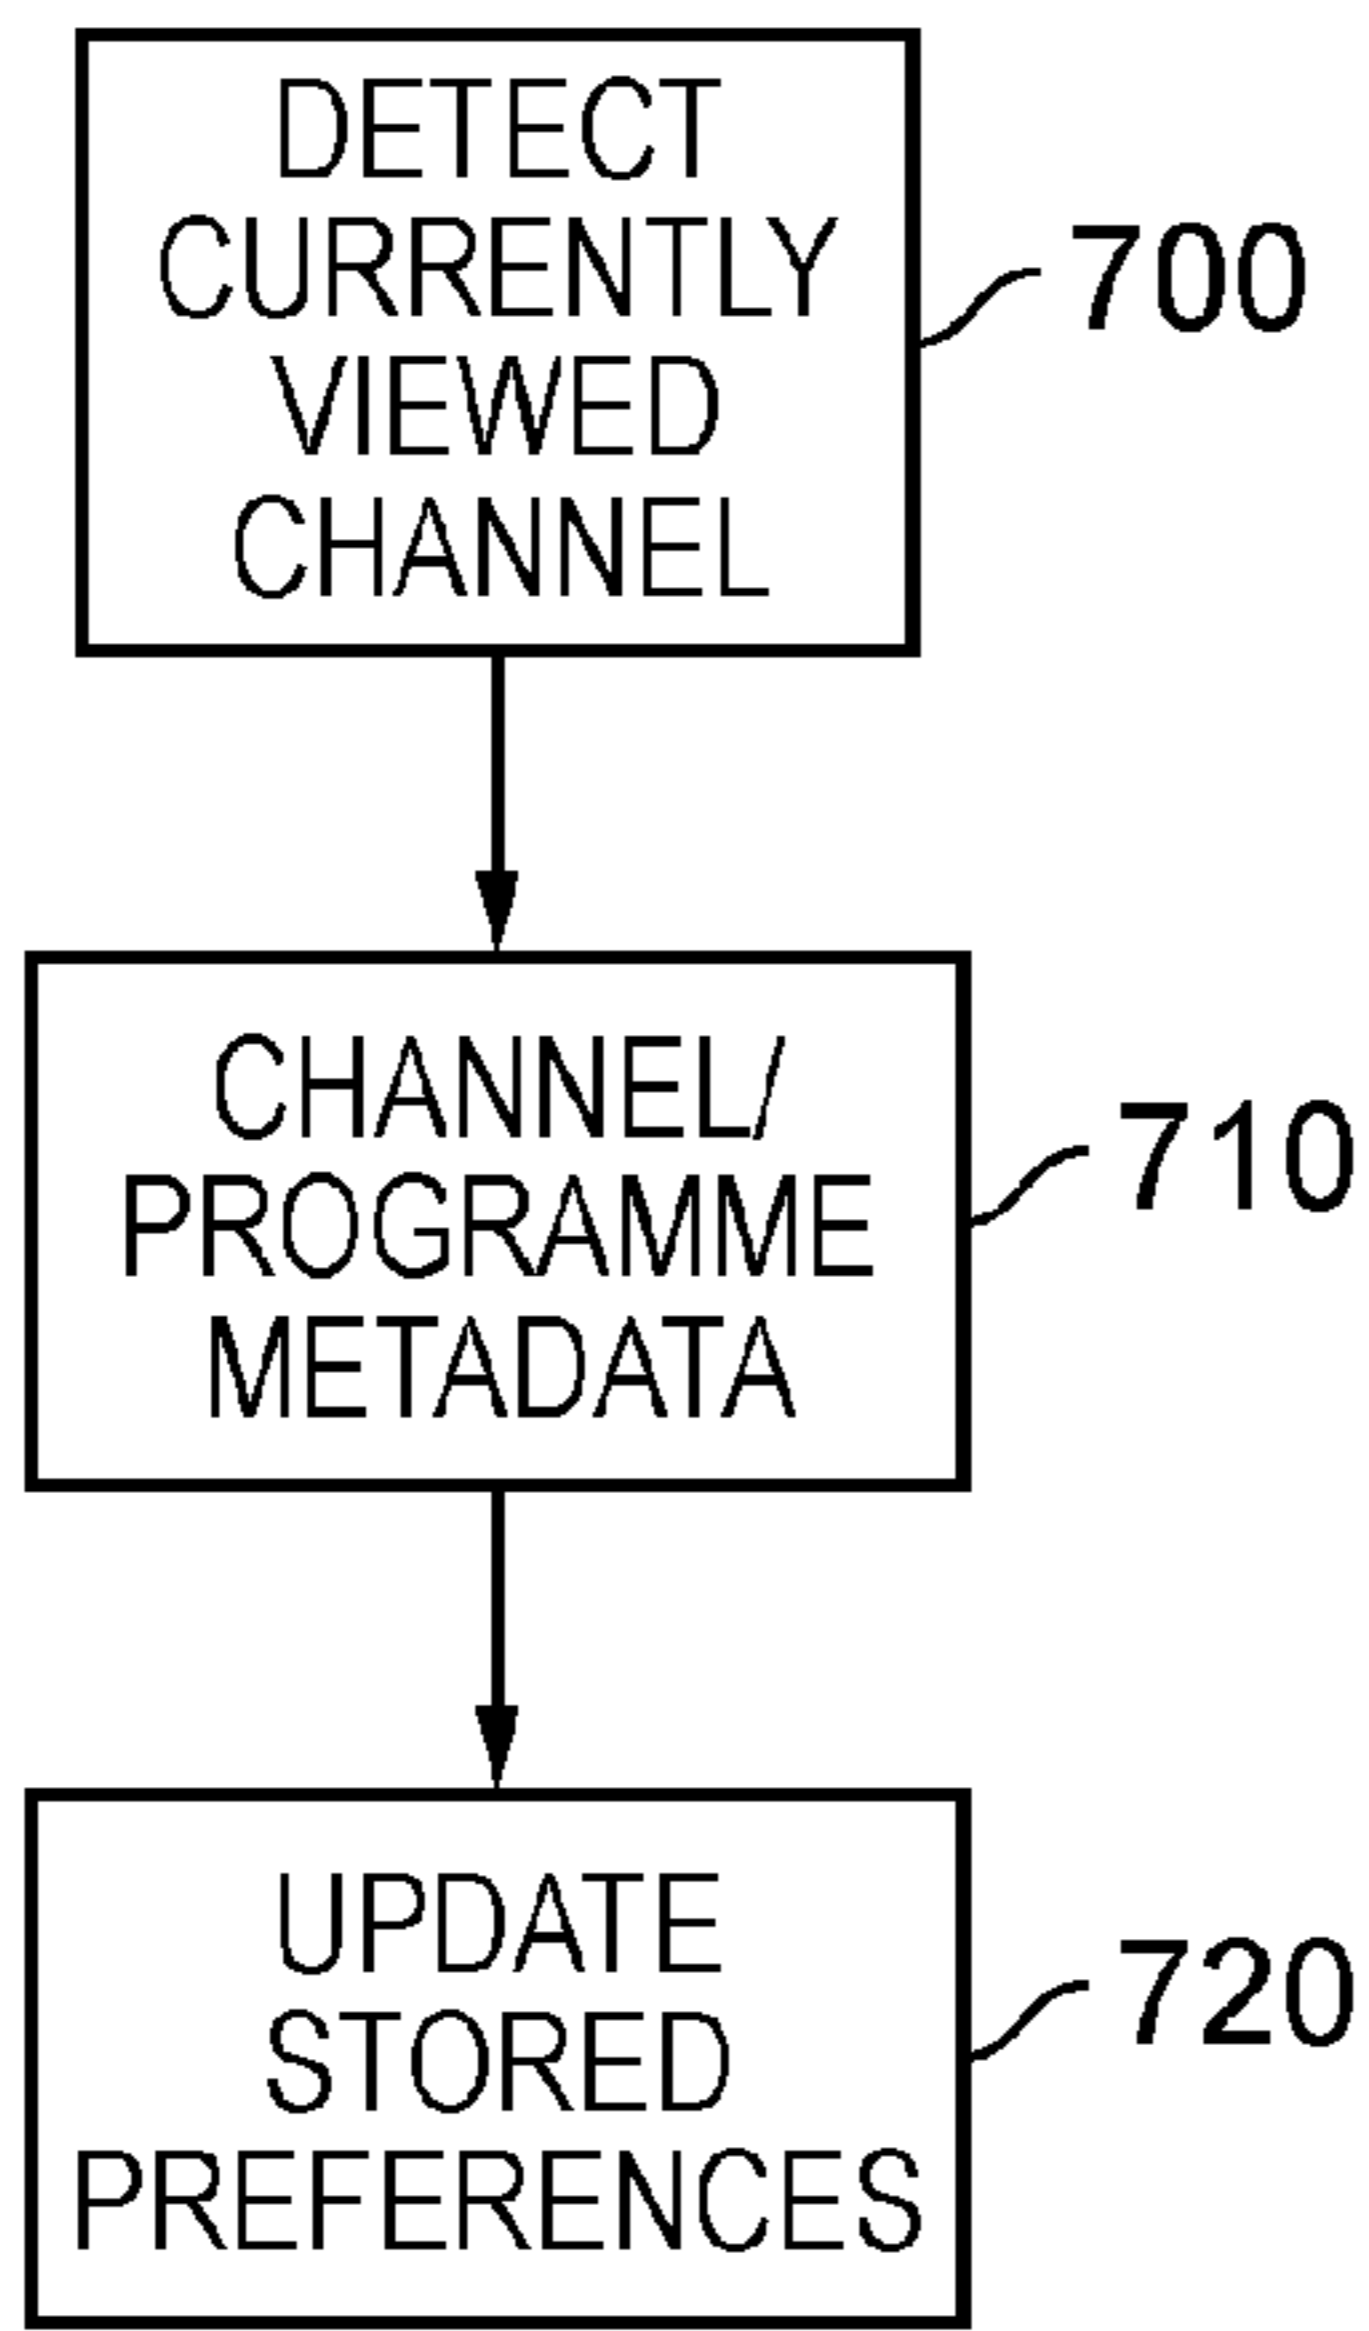 DETECT
CURRENTLY
VIEWED
CHANNEL
700
CHANNEL/
PROGRAMME
METADATA
710
UPDATE
STORED
PREFERENCES
720